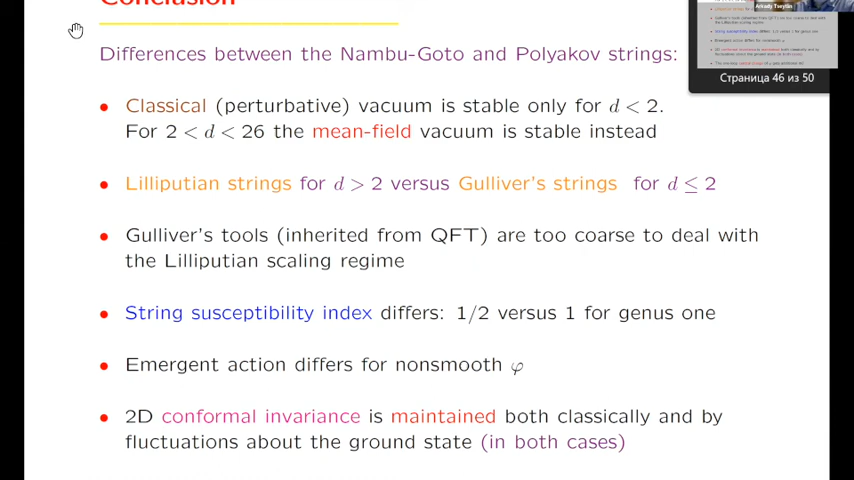 Conclusion
Differences between the Nambu-Goto and Polyakov strings:
• Classical (perturbative) vacuum is stable only for d < 2.
For 2 < d < 26 the mean-field vacuum is stable instead
• Lilliputian strings for d > 2 versus Gulliver's strings for d ≤ 2
• Gulliver's tools (inherited from QFT) are too coarse to deal with
the Lilliputian scaling regime
• String susceptibility index differs: 1/2 versus 1 for genus one
• Emergent action differs for nonsmooth φ
• 2D conformal invariance is maintained both classically and by
fluctuations about the ground state (in both cases)
Arkady Tseytlin
Страница 46 из 50